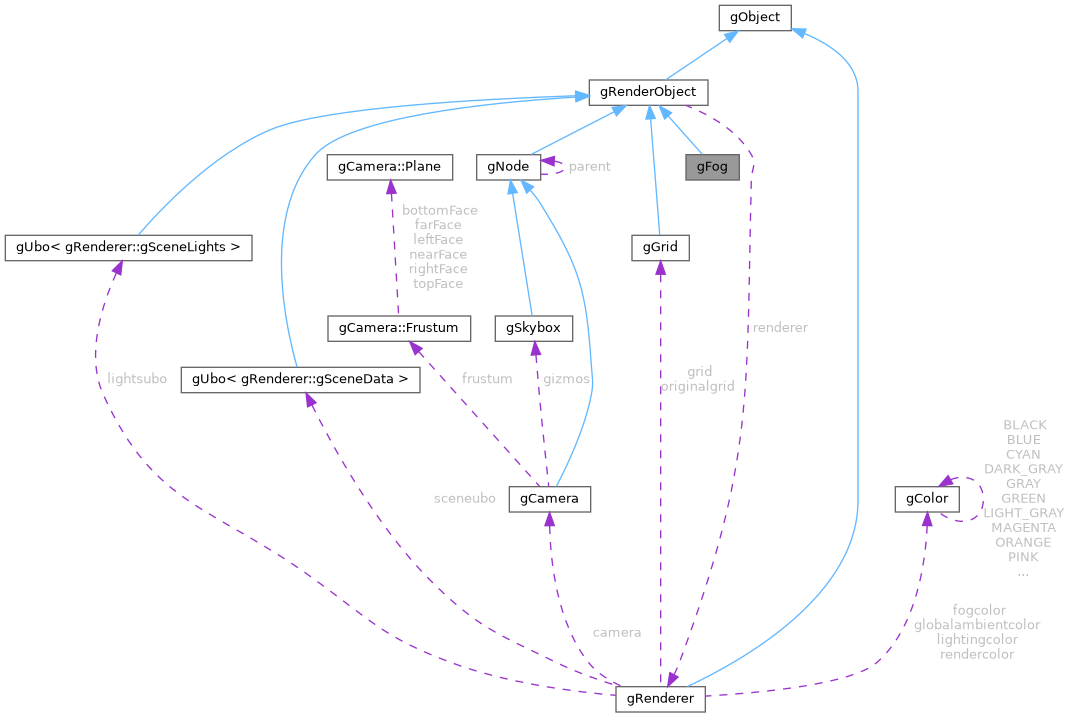 gObject
gRenderObject
gCamera::Plane
gNode
parent
gFog
bottomFace
farFace
leftFace
nearFace
rightFace
topFace
gUbo< gRenderer::gSceneLights >
gGrid
gCamera::Frustum
gSkybox
renderer
lightsubo
gUbo< gRenderer::gSceneData >
frustum
gizmos
grid
originalgrid
BLACK
BLUE
CYAN
DARK_GRAY
GRAY
GREEN
LIGHT_GRAY
MAGENTA
ORANGE
PINK
...
sceneubo
gCamera
gColor
camera
fogcolor
globalambientcolor
lightingcolor
rendercolor
gRenderer